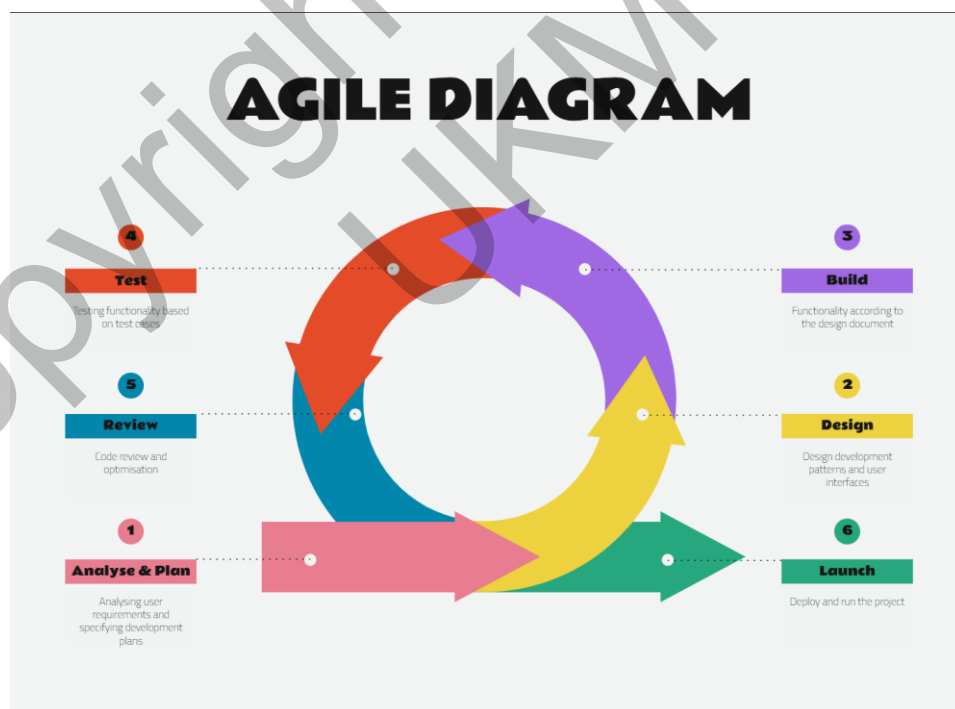 AGILE DIAGRAM
4
Test
Testing functionality based
on test cases
3
Build
Functionality according to
the design document
5
Review
Code review and
optimisation
2
Design
Design development
patterns and user
interfaces
1
Analyse & Plan
Analysing user
requirements and
specifying development
plans
6
Launch
Deploy and run the project
opyright
UKM